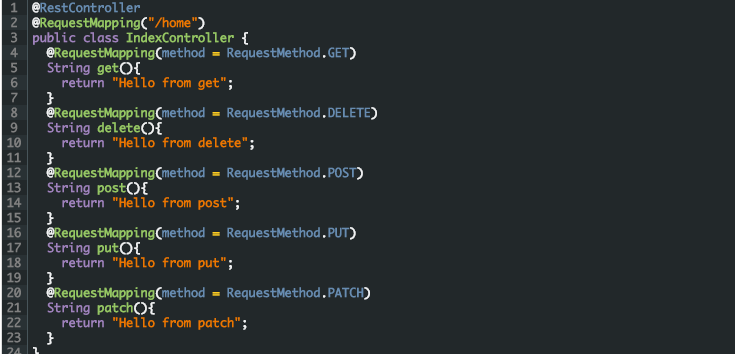 1 @RestController
2 @RequestMapping("/home")
3 public class IndexController {
4   @RequestMapping(method = RequestMethod.GET)
5   String get(){
6     return "Hello from get";
7   }
8   @RequestMapping(method = RequestMethod.DELETE)
9   String delete(){
10     return "Hello from delete";
11   }
12   @RequestMapping(method = RequestMethod.POST)
13   String post(){
14     return "Hello from post";
15   }
16   @RequestMapping(method = RequestMethod.PUT)
17   String put(){
18     return "Hello from put";
19   }
20   @RequestMapping(method = RequestMethod.PATCH)
21   String patch(){
22     return "Hello from patch";
23   }
24 }